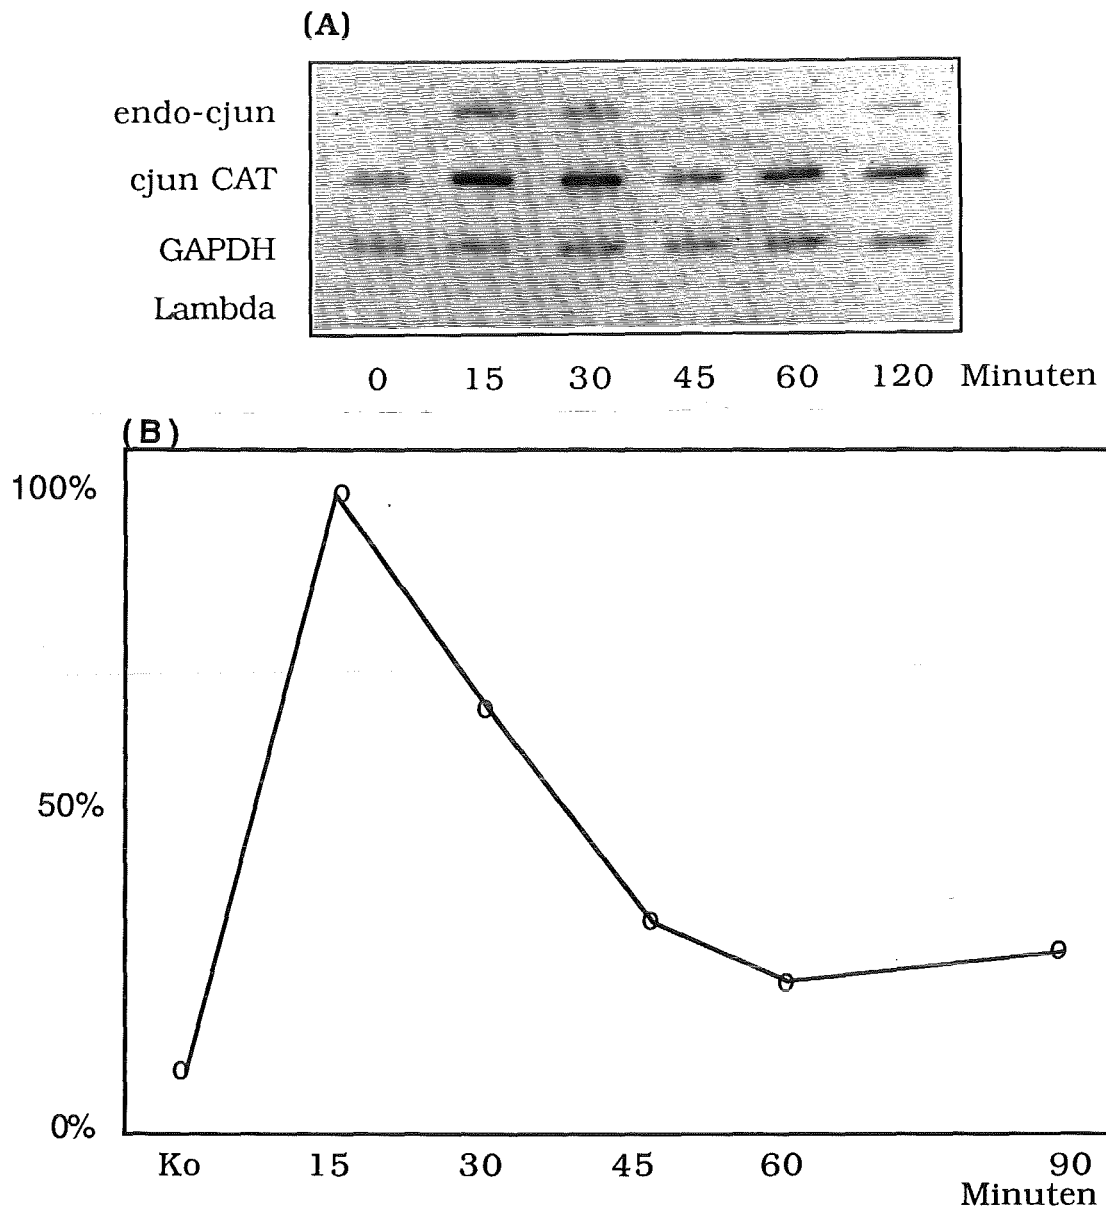 (A)
endo-cjun
cjun CAT
GAPDH
Lambda
0 15 30 45 60 120 Minuten
(B)
100%
50%
0%
Ko 15 30 45 60 90
Minuten